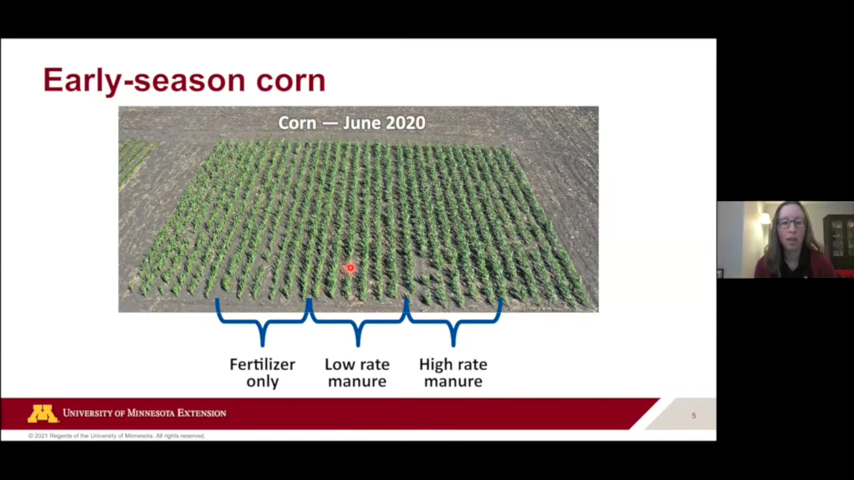 Early-season corn
Corn — June 2020
Fertilizer only
Low rate manure
High rate manure
UNIVERSITY OF MINNESOTA EXTENSION
5
© 2021 Regents of the University of Minnesota. All rights reserved.